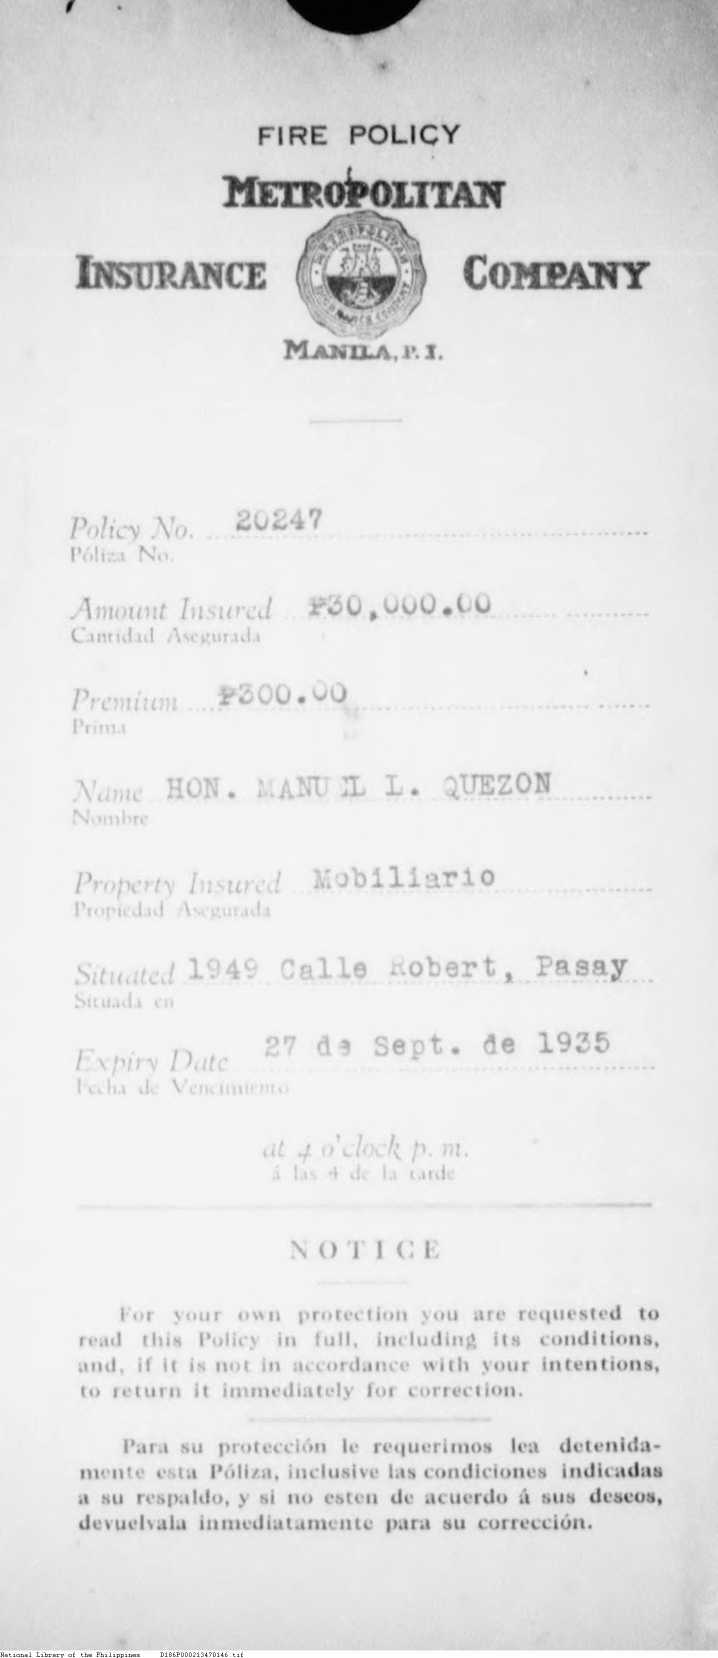 FIRE POLICY
METROPOLITAN
INSURANCE COMPANY
METROPOLITAN
INSURANCE COMPANY
MANILA, P. I.
Policy No. 20247
Póliza No.
Amount Insured ₱30,000.00
Cantidad Asegurada
Premium ₱300.00
Prima
Name HON. MANUEL L. QUEZON
Nombre
Property Insured Mobiliario
Propiedad Asegurada
Situated 1949 Calle Robert, Pasay
Situada en
Expiry Date 27 de Sept. de 1935
Fecha de Vencimiento
at 4 o'clock p. m.
á las 4 de la tarde
NOTICE
For your own protection you are requested to
read this Policy in full, including its conditions,
and, if it is not in accordance with your intentions,
to return it immediately for correction.
Para su protección le requerimos lea detenida-
mente esta Póliza, inclusive las condiciones indicadas
a su respaldo, y si no esten de acuerdo á sus deseos,
devuelvala inmediatamente para su corrección.
National Library of the Philippines D186P000213470146.tif